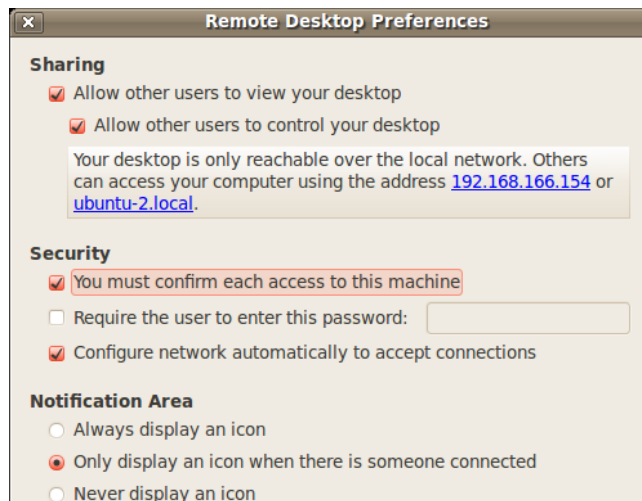 Remote Desktop Preferences
Sharing
Allow other users to view your desktop
Allow other users to control your desktop
Your desktop is only reachable over the local network. Others
can access your computer using the address 192.168.166.154 or
ubuntu-2.local.
Security
You must confirm each access to this machine
Require the user to enter this password:
Configure network automatically to accept connections
Notification Area
Always display an icon
Only display an icon when there is someone connected
Never display an icon